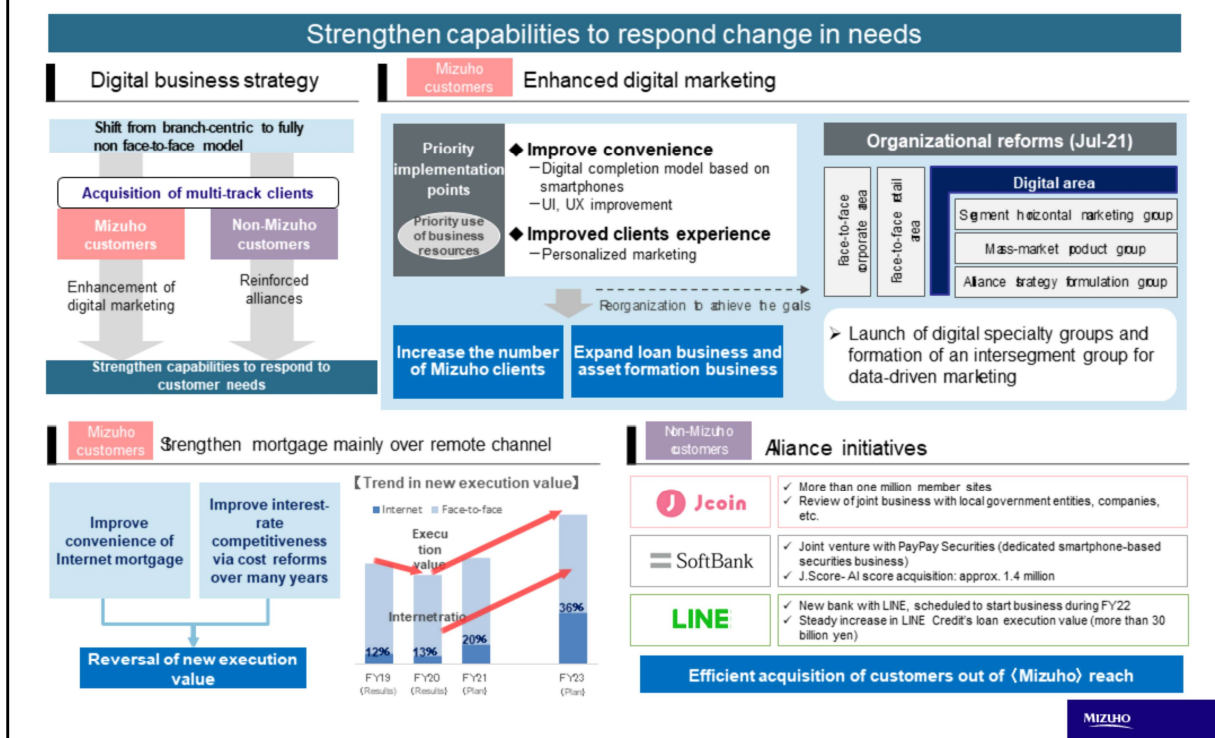 Strengthen capabilities to respond change in needs
Digital business strategy
Shift from branch-centric to fully
non face-to-face model
Acquisition of multi-track clients
Mizuho
customers
Non-Mizuho
customers
Enhancement of
digital marketing
Reinforced
alliances
Strengthen capabilities to respond to
customer needs
Mizuho
customers
Enhanced digital marketing
Priority
implementation
points
Priority use
of business
resources
◆ Improve convenience
－Digital completion model based on
smartphones
－UI, UX improvement
◆ Improved clients experience
－Personalized marketing
Reorganization to achieve the goals
Increase the number
of Mizuho clients
Expand loan business and
asset formation business
Organizational reforms (Jul-21)
Face-to-face
corporate area
Face-to-face retail
area
Digital area
Segment horizontal marketing group
Mass-market product group
Alliance strategy formulation group
➢ Launch of digital specialty groups and
formation of an intersegment group for
data-driven marketing
Mizuho
customers
Strengthen mortgage mainly over remote channel
Improve
convenience of
Internet mortgage
Improve interest-
rate
competitiveness
via cost reforms
over many years
Reversal of new execution
value
【Trend in new execution value】
■Internet ■Face-to-face
Execu
tion
value
Internet ratio
12%
13%
20%
36%
FY19
(Results)
FY20
(Results)
FY21
(Plan)
FY23
(Plan)
Non-Mizuho
customers
Alliance initiatives
J Jcoin
✓ More than one million member sites
✓ Review of joint business with local government entities, companies,
etc.
SoftBank
✓ Joint venture with PayPay Securities (dedicated smartphone-based
securities business)
✓ J.Score- AI score acquisition: approx. 1.4 million
LINE
✓ New bank with LINE, scheduled to start business during FY22
✓ Steady increase in LINE Credit's loan execution value (more than 30
billion yen)
Efficient acquisition of customers out of 〈Mizuho〉 reach
MIZUHO